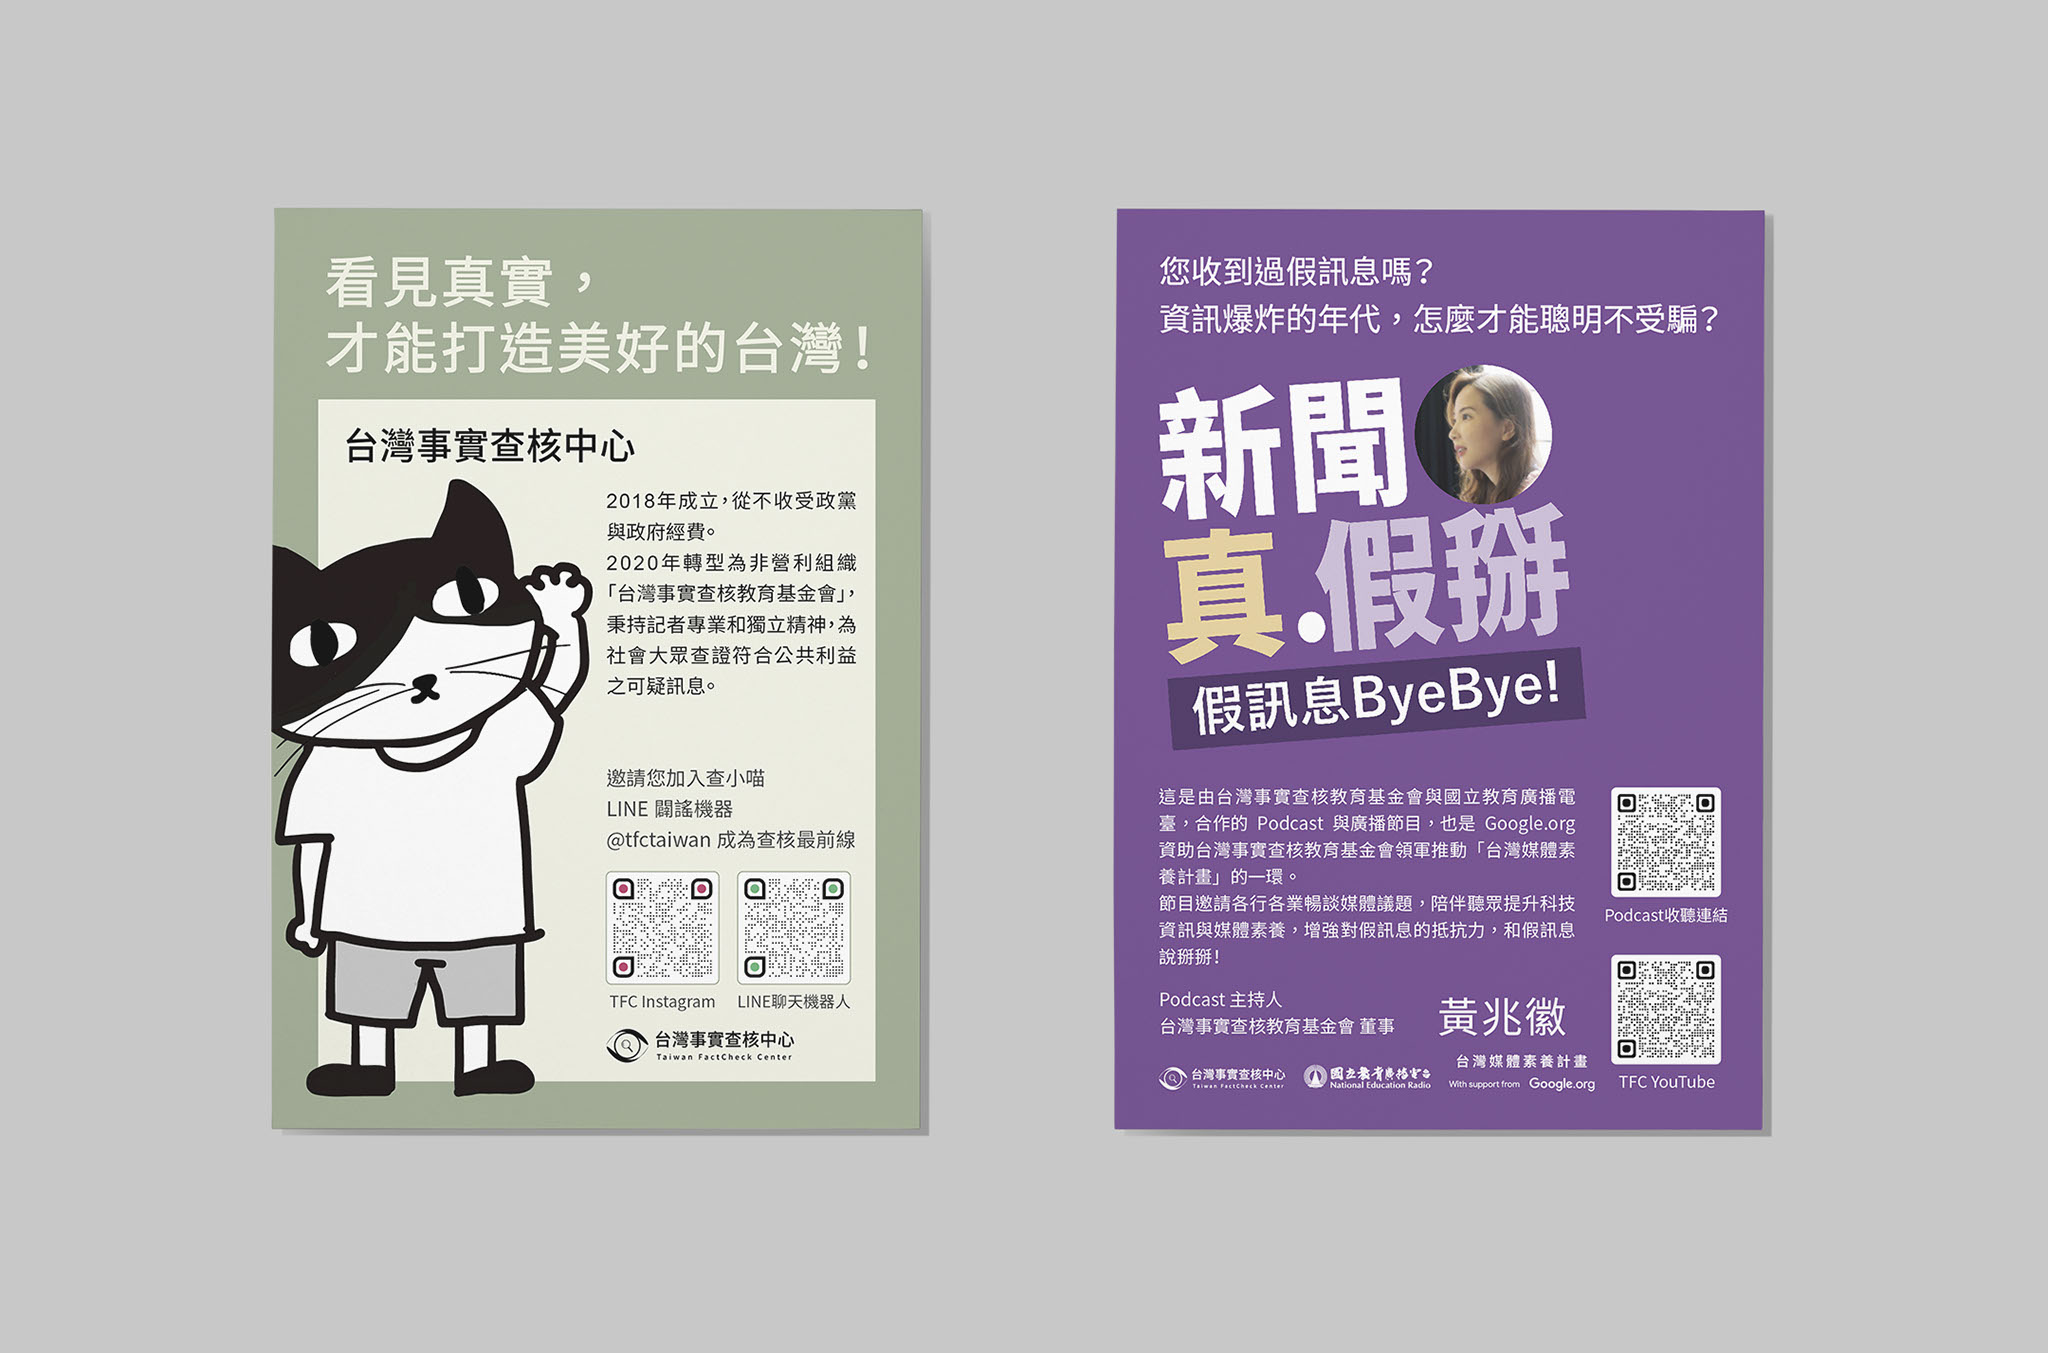 看見真實，
才能打造美好的台灣！
台灣事實查核中心
2018年成立，從不收受政黨
與政府經費。
2020年轉型為非營利組織
「台灣事實查核教育基金會」，
秉持記者專業和獨立精神，為
社會大眾查證符合公共利益
之可疑訊息。
邀請您加入查小喵
LINE 闢謠機器
@tfctaiwan 成為查核最前線
TFC Instagram
LINE聊天機器人
台灣事實查核中心
Taiwan FactCheck Center
您收到過假訊息嗎？
資訊爆炸的年代，怎麼才能聰明不受騙？
新聞
真.假掰
假訊息ByeBye!
這是由台灣事實查核教育基金會與國立教育廣播電
臺，合作的 Podcast 與廣播節目，也是 Google.org
資助台灣事實查核教育基金會領軍推動「台灣媒體素
養計畫」的一環。
節目邀請各行各業暢談媒體議題，陪伴聽眾提升科技
資訊與媒體素養，增強對假訊息的抵抗力，和假訊息
說掰掰！
Podcast收聽連結
Podcast 主持人
台灣事實查核教育基金會 董事
黃兆徽
台灣事實查核中心
Taiwan FactCheck Center
國立教育廣播電台
National Education Radio
台灣媒體素養計畫
With support from Google.org
TFC YouTube